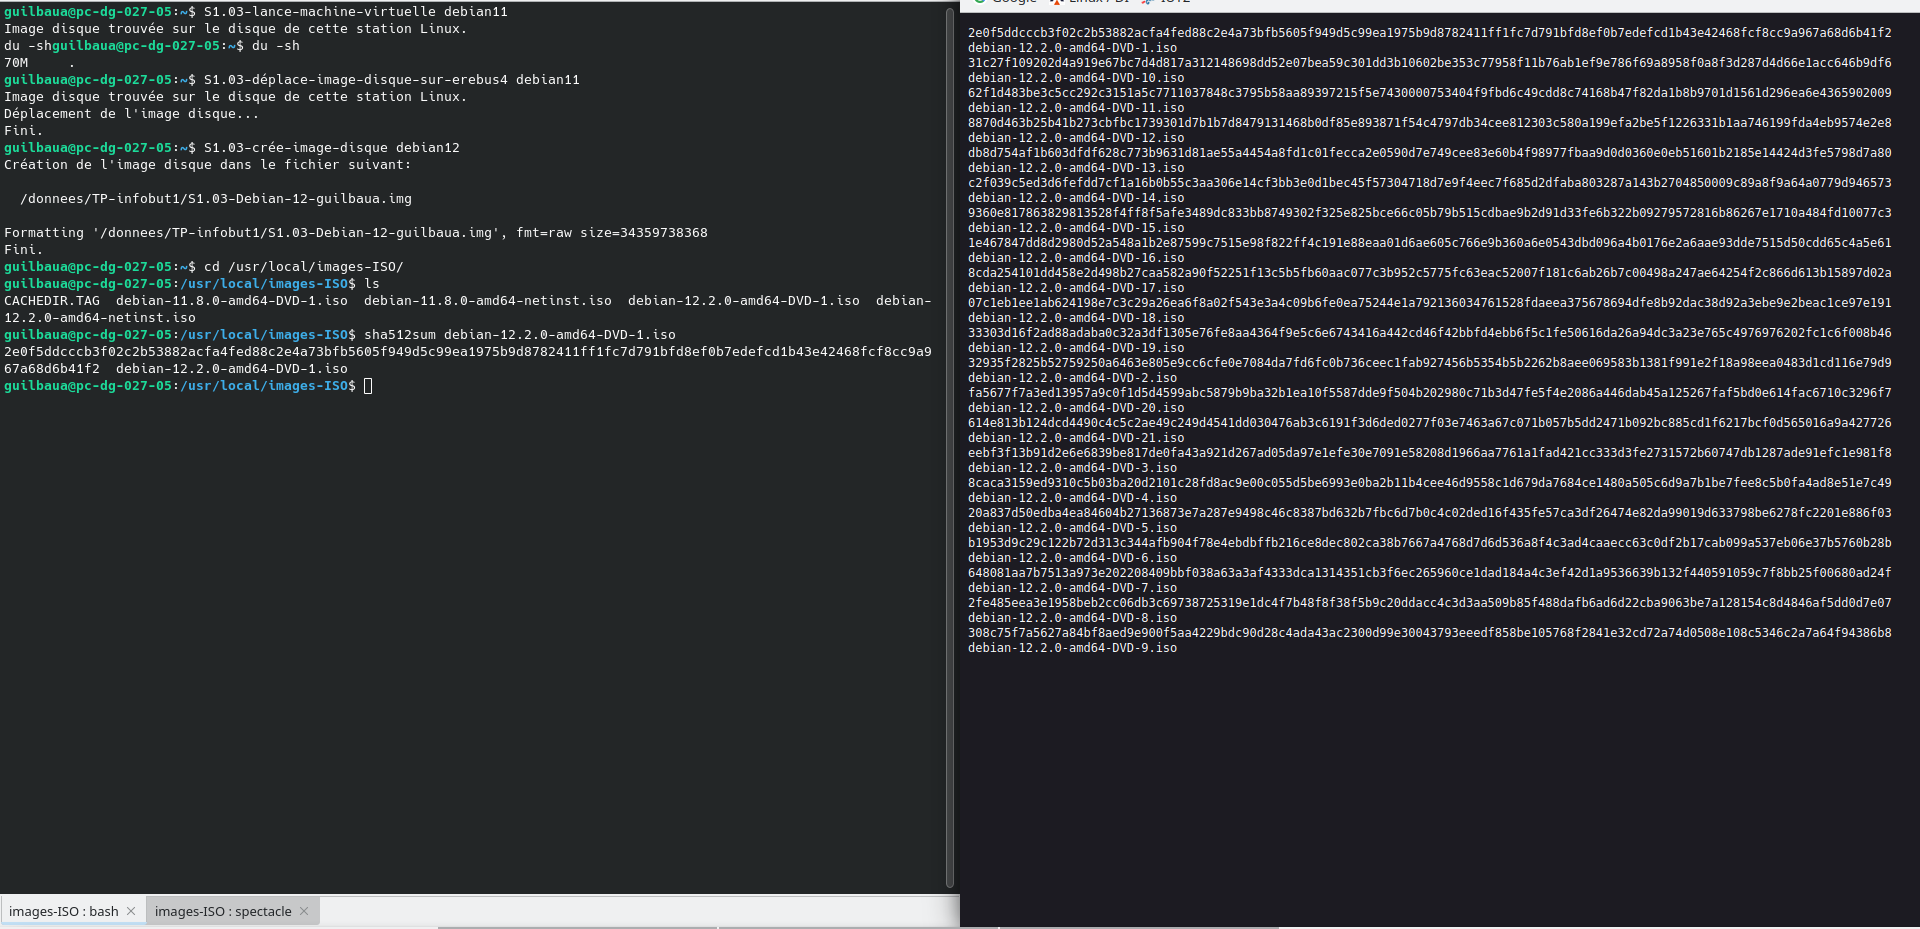 guilbaua@pc-dg-027-05:~$ S1.03-lance-machine-virtuelle debian11
Image disque trouvée sur le disque de cette station Linux.
du -shguilbaua@pc-dg-027-05:~$ du -sh
70M     .
guilbaua@pc-dg-027-05:~$ S1.03-déplace-image-disque-sur-erebus4 debian11
Image disque trouvée sur le disque de cette station Linux.
Déplacement de l'image disque...
Fini.
guilbaua@pc-dg-027-05:~$ S1.03-crée-image-disque debian12
Création de l'image disque dans le fichier suivant:
/donnees/TP-infobut1/S1.03-Debian-12-guilbaua.img
Formatting '/donnees/TP-infobut1/S1.03-Debian-12-guilbaua.img', fmt=raw size=34359738368
Fini.
guilbaua@pc-dg-027-05:~$ cd /usr/local/images-ISO/
guilbaua@pc-dg-027-05:/usr/local/images-ISO$ ls
CACHEDIR.TAG  debian-11.8.0-amd64-DVD-1.iso  debian-11.8.0-amd64-netinst.iso  debian-12.2.0-amd64-DVD-1.iso  debian-
12.2.0-amd64-netinst.iso
guilbaua@pc-dg-027-05:/usr/local/images-ISO$ sha512sum debian-12.2.0-amd64-DVD-1.iso
2e0f5ddcccb3f02c2b53882acfa4fed88c2e4a73bfb5605f949d5c99ea1975b9d8782411ff1fc7d791bfd8ef0b7edefcd1b43e42468fcf8cc9a9
67a68d6b41f2  debian-12.2.0-amd64-DVD-1.iso
guilbaua@pc-dg-027-05:/usr/local/images-ISO$
images-ISO : bash
images-ISO : spectacle
2e0f5ddcccb3f02c2b53882acfa4fed88c2e4a73bfb5605f949d5c99ea1975b9d8782411ff1fc7d791bfd8ef0b7edefcd1b43e42468fcf8cc9a967a68d6b41f2
debian-12.2.0-amd64-DVD-1.iso
31c27f109202d4a919e67bc7d4d817a312148698dd52e07bea59c301dd3b10602be353c77958f11b76ab1ef9e786f69a8958f0a8f3d287d4d66e1acc646b9df6
debian-12.2.0-amd64-DVD-10.iso
62f1d483be3c5cc292c3151a5c7711037848c3795b58aa89397215f5e7430000753404f9fbd6c49cdd8c74168b47f82da1b8b9701d1561d296ea6e4365902009
debian-12.2.0-amd64-DVD-11.iso
8870d463b25b41b273cbfbc1739301d7b1b7d8479131468b0df85e893871f54c4797db34cee812303c580a199efa2be5f1226331b1aa746199fda4eb9574e2e8
debian-12.2.0-amd64-DVD-12.iso
db8d754af1b603dfdf628c773b9631d81ae55a4454a8fd1c01fecca2e0590d7e749cee83e60b4f98977fbaa9d0d0360e0eb51601b2185e14424d3fe5798d7a80
debian-12.2.0-amd64-DVD-13.iso
c2f039c5ed3d6fefdd7cf1a16b0b55c3aa306e14cf3bb3e0d1bec45f57304718d7e9f4eec7f685d2dfaba803287a143b2704850009c89a8f9a64a0779d946573
debian-12.2.0-amd64-DVD-14.iso
9360e817863829813528f4ff8f5afe3489dc833bb8749302f325e825bce66c05b79b515cdbae9b2d91d33fe6b322b09279572816b86267e1710a484fd10077c3
debian-12.2.0-amd64-DVD-15.iso
1e467847dd8d2980d52a548a1b2e87599c7515e98f822ff4c191e88eaa01d6ae605c766e9b360a6e0543dbd096a4b0176e2a6aae93dde7515d50cdd65c4a5e61
debian-12.2.0-amd64-DVD-16.iso
8cda254101dd458e2d498b27caa582a90f52251f13c5b5fb60aac077c3b952c5775fc63eac52007f181c6ab26b7c00498a247ae64254f2c866d613b15897d02a
debian-12.2.0-amd64-DVD-17.iso
07c1eb1ee1ab624198e7c3c29a26ea6f8a02f543e3a4c09b6fe0ea75244e1a792136034761528fdaeea375678694dfe8b92dac38d92a3ebe9e2beac1ce97e191
debian-12.2.0-amd64-DVD-18.iso
33303d16f2ad88adaba0c32a3df1305e76fe8aa4364f9e5c6e6743416a442cd46f42bbfd4ebb6f5c1fe50616da26a94dc3a23e765c4976976202fc1c6f008b46
debian-12.2.0-amd64-DVD-19.iso
32935f2825b52759250a6463e805e9cc6cfe0e7084da7fd6fc0b736ceec1fab927456b5354b5b2262b8aee069583b1381f991e2f18a98eea0483d1cd116e79d9
debian-12.2.0-amd64-DVD-2.iso
fa5677f7a3ed13957a9c0f1d5d4599abc5879b9ba32b1ea10f5587dde9f504b202980c71b3d47fe5f4e2086a446dab45a125267faf5bd0e614fac6710c3296f7
debian-12.2.0-amd64-DVD-20.iso
614e813b124dcd4490c4c5c2ae49c249d4541dd030476ab3c6191f3d6ded0277f03e7463a67c071b057b5dd2471b092bc885cd1f6217bcf0d565016a9a427726
debian-12.2.0-amd64-DVD-21.iso
eebf3f13b91d2e6e6839be817de0fa43a921d267ad05da97e1efe30e7091e58208d1966aa7761a1fad421cc333d3fe2731572b60747db1287ade91efc1e981f8
debian-12.2.0-amd64-DVD-3.iso
8caca3159ed9310c5b03ba20d2101c28fd8ac9e00c055d5be6993e0ba2b11b4cee46d9558c1d679da7684ce1480a505c6d9a7b1be7fee8c5b0fa4ad8e51e7c49
debian-12.2.0-amd64-DVD-4.iso
20a837d50edba4ea84604b27136873e7a287e9498c46c8387bd632b7fbc6d7b0c4c02ded16f435fe57ca3df26474e82da99019d633798be6278fc2201e886f03
debian-12.2.0-amd64-DVD-5.iso
b1953d9c29c122b72d313c344afb904f78e4ebdbffb216ce8dec802ca38b7667a4768d7d6d536a8f4c3ad4caaecc63c0df2b17cab099a537eb06e37b5760b28b
debian-12.2.0-amd64-DVD-6.iso
648081aa7b7513a973e202208409bbf038a63a3af4333dca1314351cb3f6ec265960ce1dad184a4c3ef42d1a9536639b132f440591059c7f8bb25f00680ad24f
debian-12.2.0-amd64-DVD-7.iso
2fe485eea3e1958beb2cc06db3c69738725319e1dc4f7b48f8f38f5b9c20ddacc4c3d3aa509b85f488dafb6ad6d22cba9063be7a128154c8d4846af5dd0d7e07
debian-12.2.0-amd64-DVD-8.iso
308c75f7a5627a84bf8aed9e900f5aa4229bdc90d28c4ada43ac2300d99e30043793eeedf858be105768f2841e32cd72a74d0508e108c5346c2a7a64f94386b8
debian-12.2.0-amd64-DVD-9.iso